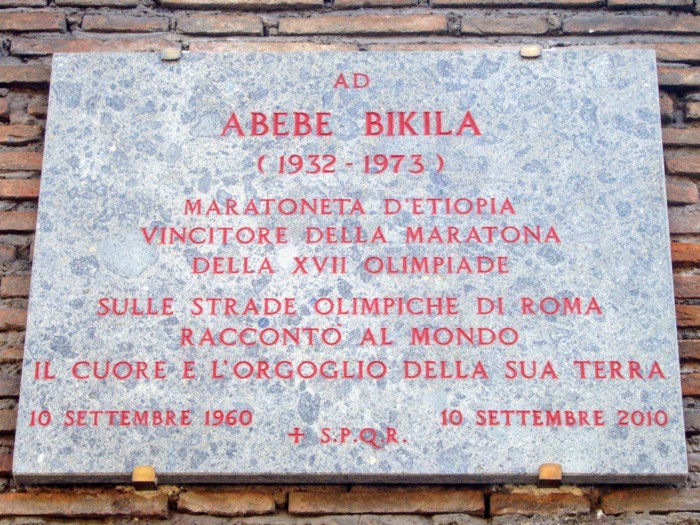 AD
ABEBE BIKILA
( 1932 - 1973 )
MARATONETA D'ETIOPIA
VINCITORE DELLA MARATONA
DELLA XVII OLIMPIADE
SULLE STRADE OLIMPICHE DI ROMA
RACCONTÒ AL MONDO
IL CUORE E L'ORGOGLIO DELLA SUA TERRA
10 SETTEMBRE 1960 10 SETTEMBRE 2010
+ S.P.Q.R.